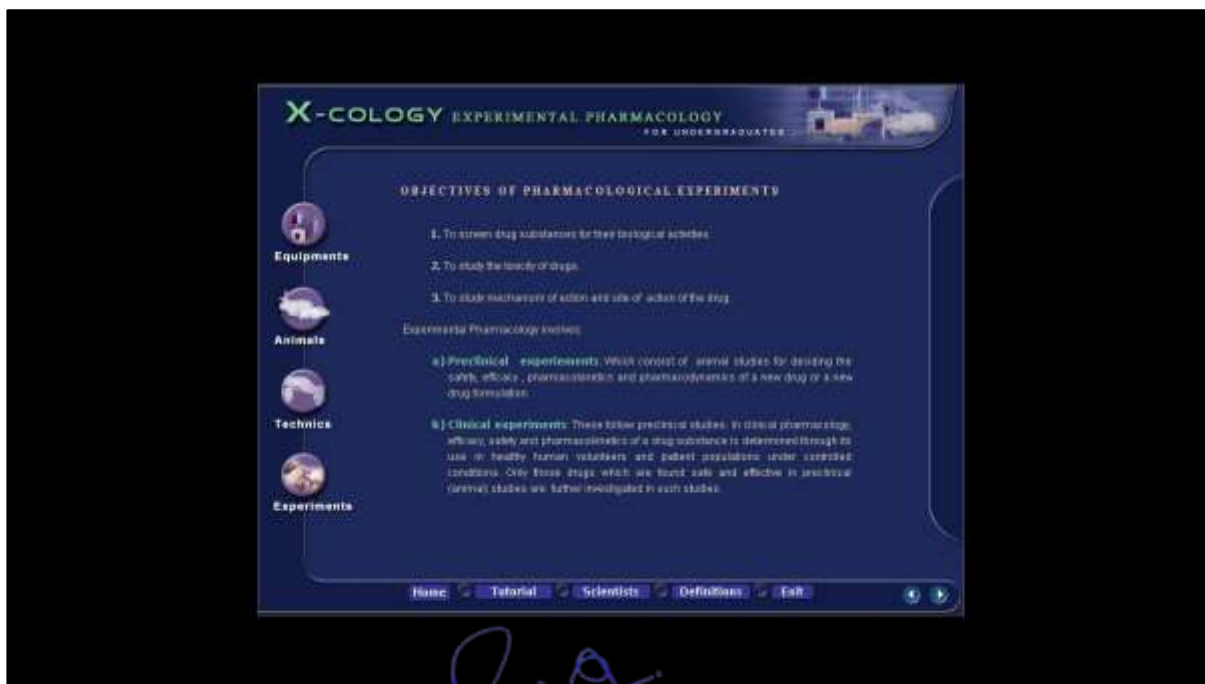 X-COLOGY EXPERIMENTAL PHARMACOLOGY
FOR UNDERGRADUATES
OBJECTIVES OF PHARMACOLOGICAL EXPERIMENTS
1. To screen drug substances for their biological activities
2. To study the toxicity of drugs.
3. To study mechanism of action and site of action of the drug
Experimental Pharmacology involves
a) Preclinical experiements: Which consist of animal studies for deciding the
safety, efficacy, pharmacokinetics and pharmacodynamics of a new drug or a new
drug formulation
b) Clinical experiments: These follow preclinical studies. In clinical pharmacology,
efficacy, safety and pharmacokinetics of a drug substance is determined through its
use in healthy human volunteers and patient populations under controlled
conditions. Only those drugs which are found safe and effective in preclinical
(animal) studies are further investigated in such studies.
Equipments
Animals
Technics
Experiments
Home Tutorial Scientists Definitions Exit